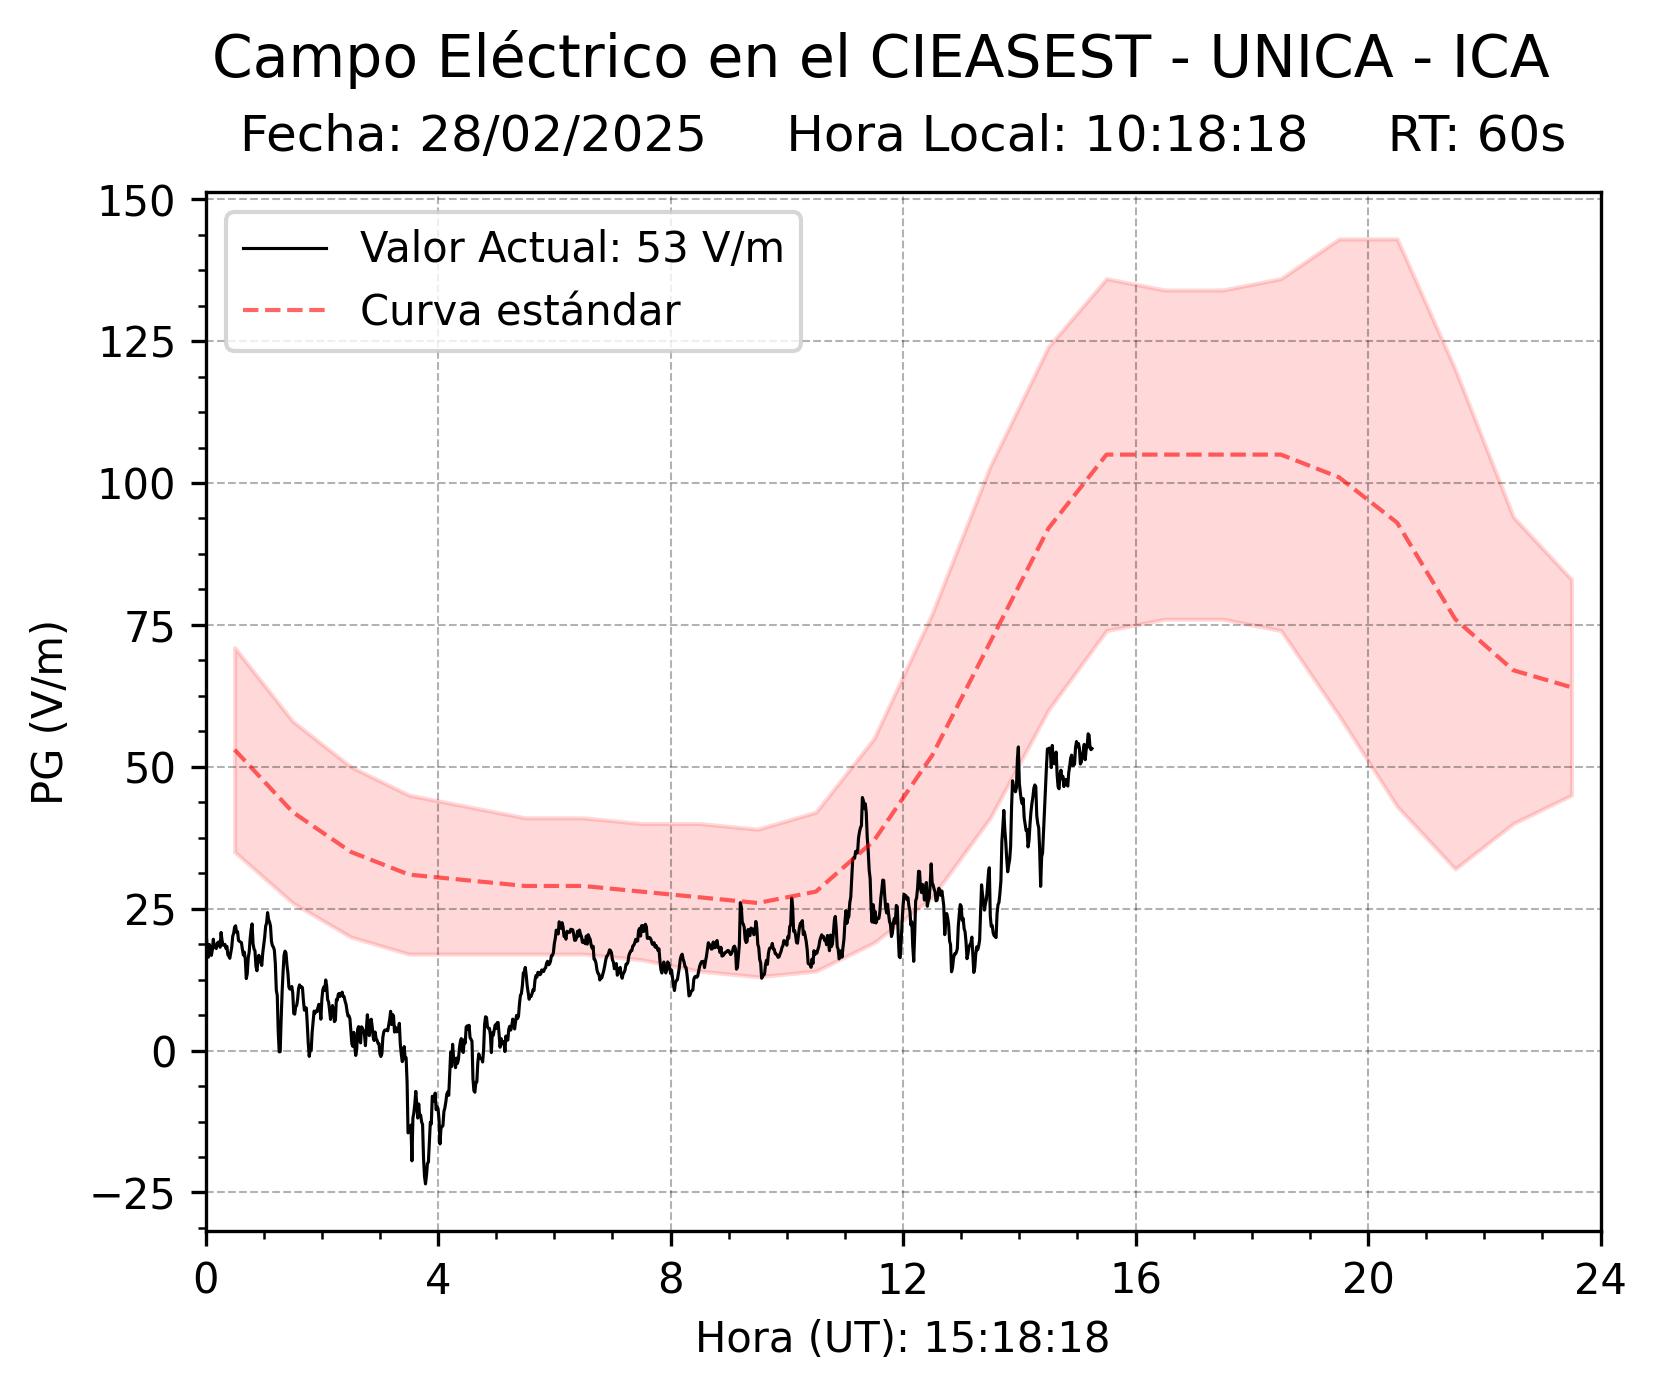 Campo Eléctrico en el CIEASEST - UNICA - ICA
Fecha: 28/02/2025 Hora Local: 10:18:18 RT: 60s
150
125
100
75
50
25
0
−25
PG (V/m)
Valor Actual: 53 V/m
Curva estándar
0 4 8 12 16 20 24
Hora (UT): 15:18:18